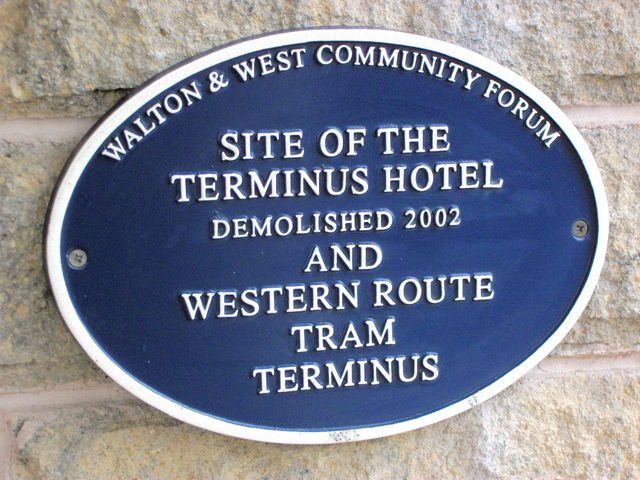 WALTON & WEST COMMUNITY FORUM
SITE OF THE
TERMINUS HOTEL
DEMOLISHED 2002
AND
WESTERN ROUTE
TRAM
TERMINUS